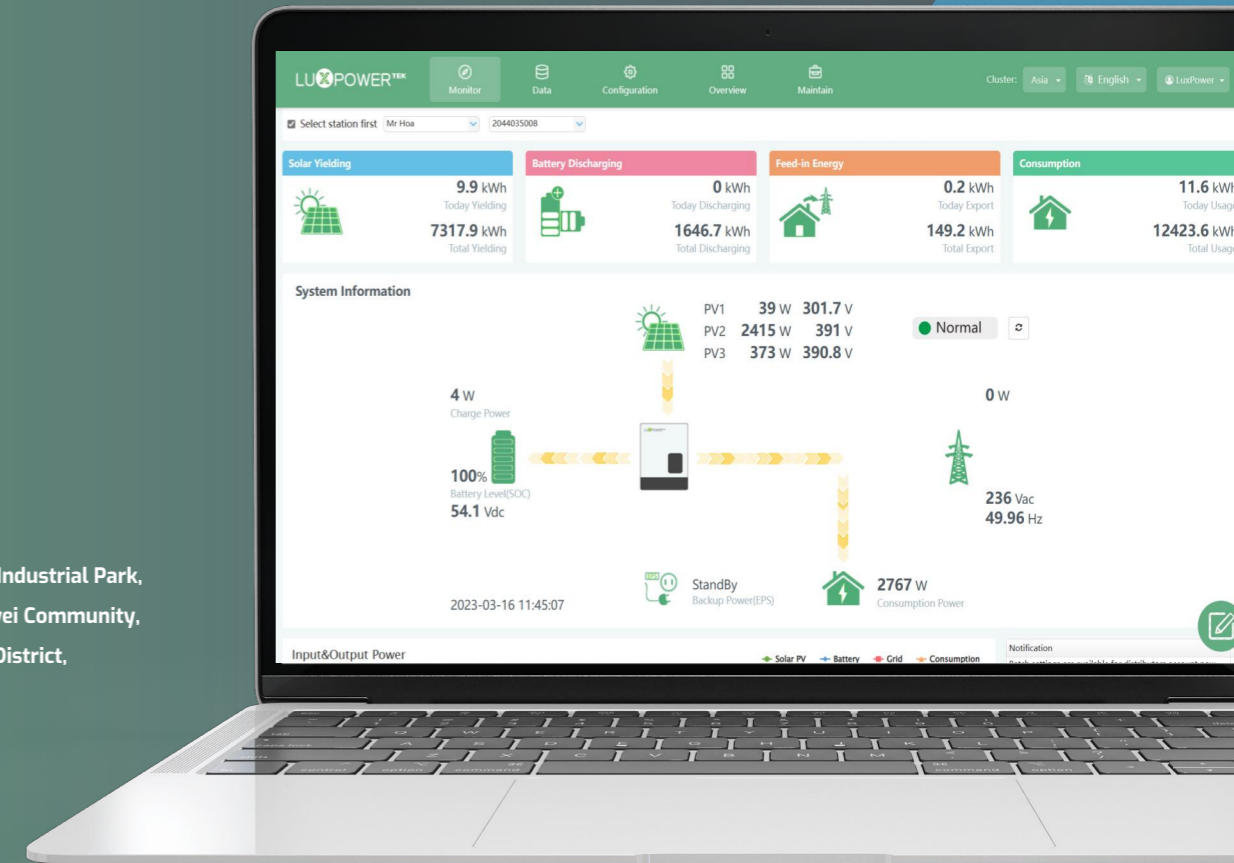 LUXPOWER TEK
Monitor
Data
Configuration
Overview
Maintain
Cluster: Asia
English
LuxPower
Select station first Mr Hoa 2044035008
Solar Yielding
9.9 kWh
Today Yielding
7317.9 kWh
Total Yielding
Battery Discharging
0 kWh
Today Discharging
1646.7 kWh
Total Discharging
Feed-in Energy
0.2 kWh
Today Export
149.2 kWh
Total Export
Consumption
11.6 kWh
Today Usage
12423.6 kWh
Total Usage
System Information
PV1 39 W 301.7 V
PV2 2415 W 391 V
PV3 373 W 390.8 V
Normal
4 W
Charge Power
0 W
100%
Battery Level(SOC)
54.1 Vdc
236 Vac
49.96 Hz
EPS
StandBy
Backup Power(EPS)
2767 W
Consumption Power
2023-03-16 11:45:07
Input&Output Power
Solar PV Battery Grid Consumption
Notification
Industrial Park,
Community,
District,